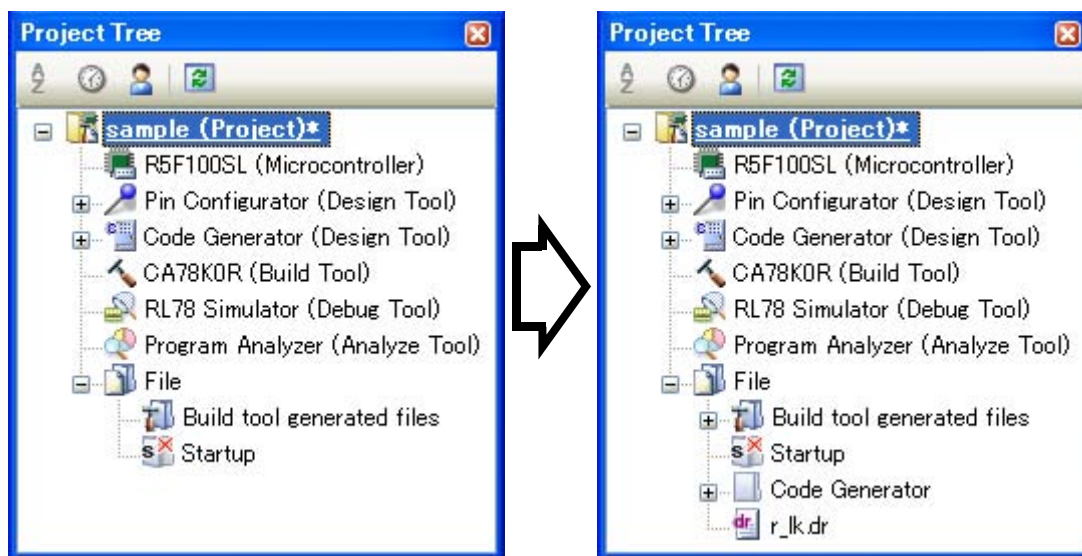 Project Tree
sample (Project)*
R5F100SL (Microcontroller)
Pin Configurator (Design Tool)
Code Generator (Design Tool)
CA78K0R (Build Tool)
RL78 Simulator (Debug Tool)
Program Analyzer (Analyze Tool)
File
Build tool generated files
Startup
Project Tree
sample (Project)*
R5F100SL (Microcontroller)
Pin Configurator (Design Tool)
Code Generator (Design Tool)
CA78K0R (Build Tool)
RL78 Simulator (Debug Tool)
Program Analyzer (Analyze Tool)
File
Build tool generated files
Startup
Code Generator
r_lk.dr